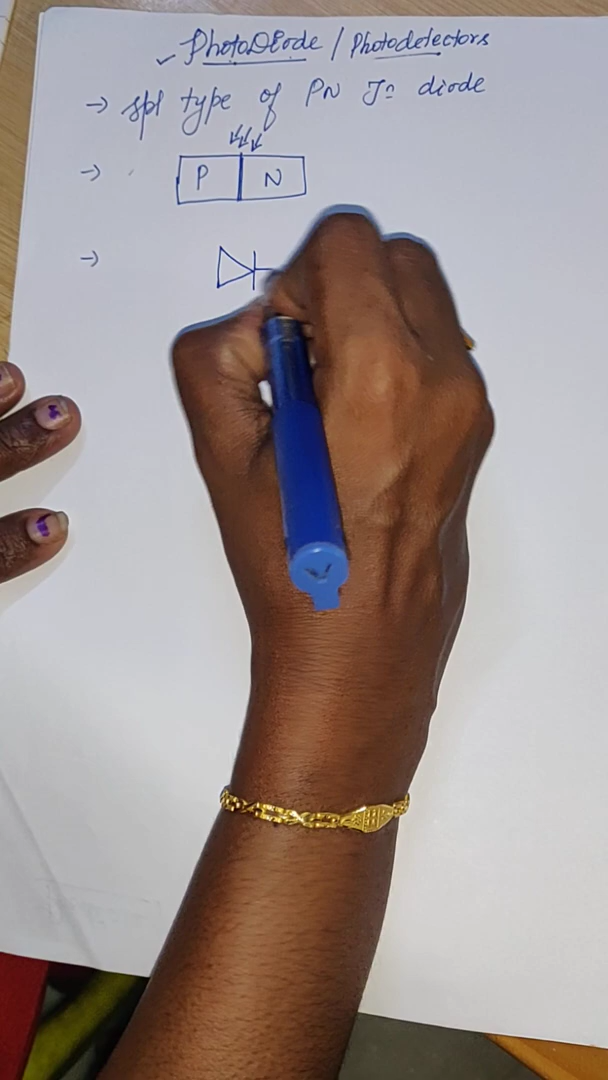 PhotoDiode / Photodetectors
→ spl type of PN Jn diode
→ P N
→